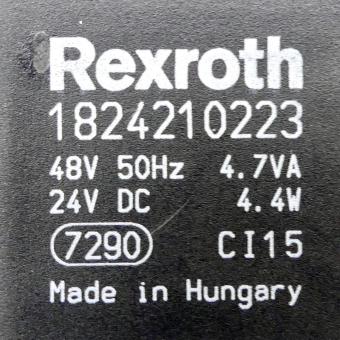 Rexroth
1824210223
48V 50Hz 4.7VA
24V DC 4.4W
7290 CI15
Made in Hungary